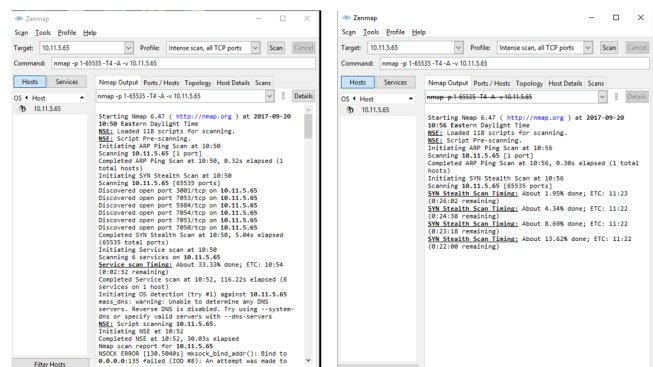 Zenmap
Scan Tools Profile Help
Target: 10.11.5.65 Profile: Intense scan, all TCP ports Scan Cancel
Command: nmap -p 1-65535 -T4 -A -v 10.11.5.65
Hosts Services
Nmap Output Ports / Hosts Topology Host Details Scans
OS Host
nmap -p 1-65535 -T4 -A -v 10.11.5.65 Details
10.11.5.65
Starting Nmap 6.47 ( http://nmap.org ) at 2017-09-20
10:50 Eastern Daylight Time
NSE: Loaded 118 scripts for scanning.
NSE: Script Pre-scanning.
Initiating ARP Ping Scan at 10:50
Scanning 10.11.5.65 [1 port]
Completed ARP Ping Scan at 10:50, 0.32s elapsed (1
total hosts)
Initiating SYN Stealth Scan at 10:50
Scanning 10.11.5.65 [65535 ports]
Discovered open port 3001/tcp on 10.11.5.65
Discovered open port 7053/tcp on 10.11.5.65
Discovered open port 5984/tcp on 10.11.5.65
Discovered open port 7054/tcp on 10.11.5.65
Discovered open port 7051/tcp on 10.11.5.65
Discovered open port 7050/tcp on 10.11.5.65
Completed SYN Stealth Scan at 10:50, 5.04s elapsed
(65535 total ports)
Initiating Service scan at 10:50
Scanning 6 services on 10.11.5.65
Service scan Timing: About 33.33% done; ETC: 10:54
(0:02:32 remaining)
Completed Service scan at 10:52, 116.22s elapsed (6
services on 1 host)
Initiating OS detection (try #1) against 10.11.5.65
mass_dns: warning: Unable to determine any DNS
servers. Reverse DNS is disabled. Try using --system-
dns or specify valid servers with --dns-servers
NSE: Script scanning 10.11.5.65.
Initiating NSE at 10:52
Completed NSE at 10:52, 30.03s elapsed
Nmap scan report for 10.11.5.65
NSOCK ERROR [130.5040s] mksock_bind_addr(): Bind to
0.0.0.0:135 failed (IOD #8): An attempt was made to
Filter Hosts
Zenmap
Scan Tools Profile Help
Target: 10.11.5.65 Profile: Intense scan, all TCP ports Scan Cancel
Command: nmap -p 1-65535 -T4 -A -v 10.11.5.65
Hosts Services
Nmap Output Ports / Hosts Topology Host Details Scans
OS Host
nmap -p 1-65535 -T4 -A -v 10.11.5.65 Details
10.11.5.65
Starting Nmap 6.47 ( http://nmap.org ) at 2017-09-20
10:56 Eastern Daylight Time
NSE: Loaded 118 scripts for scanning.
NSE: Script Pre-scanning.
Initiating ARP Ping Scan at 10:56
Scanning 10.11.5.65 [1 port]
Completed ARP Ping Scan at 10:56, 0.30s elapsed (1 total
hosts)
Initiating SYN Stealth Scan at 10:56
Scanning 10.11.5.65 [65535 ports]
SYN Stealth Scan Timing: About 1.95% done; ETC: 11:23
(0:26:02 remaining)
SYN Stealth Scan Timing: About 4.34% done; ETC: 11:22
(0:24:38 remaining)
SYN Stealth Scan Timing: About 8.69% done; ETC: 11:22
(0:23:18 remaining)
SYN Stealth Scan Timing: About 13.62% done; ETC: 11:22
(0:22:00 remaining)